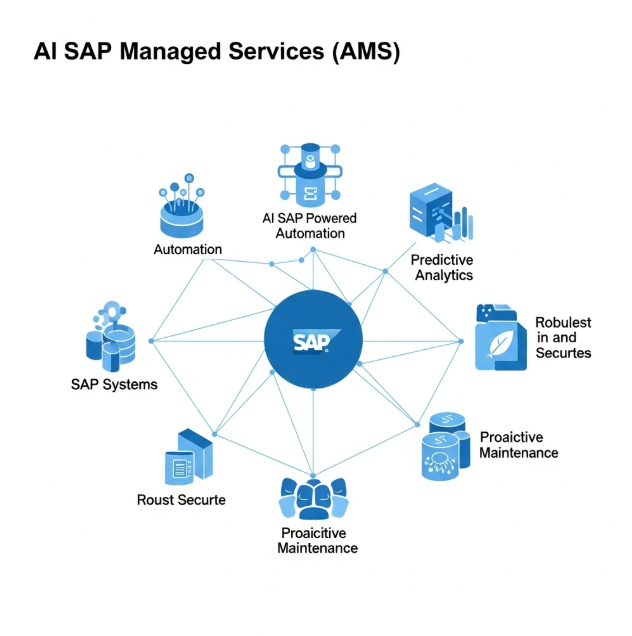 AI SAP Managed Services (AMS)
AI SAP Powered
Automation
Automation
Predictive
Analytics
SAP
Robulest
in and
Securtes
SAP Systems
Proaictive
Maintenance
Roust Securte
Proaicitive
Maintenance